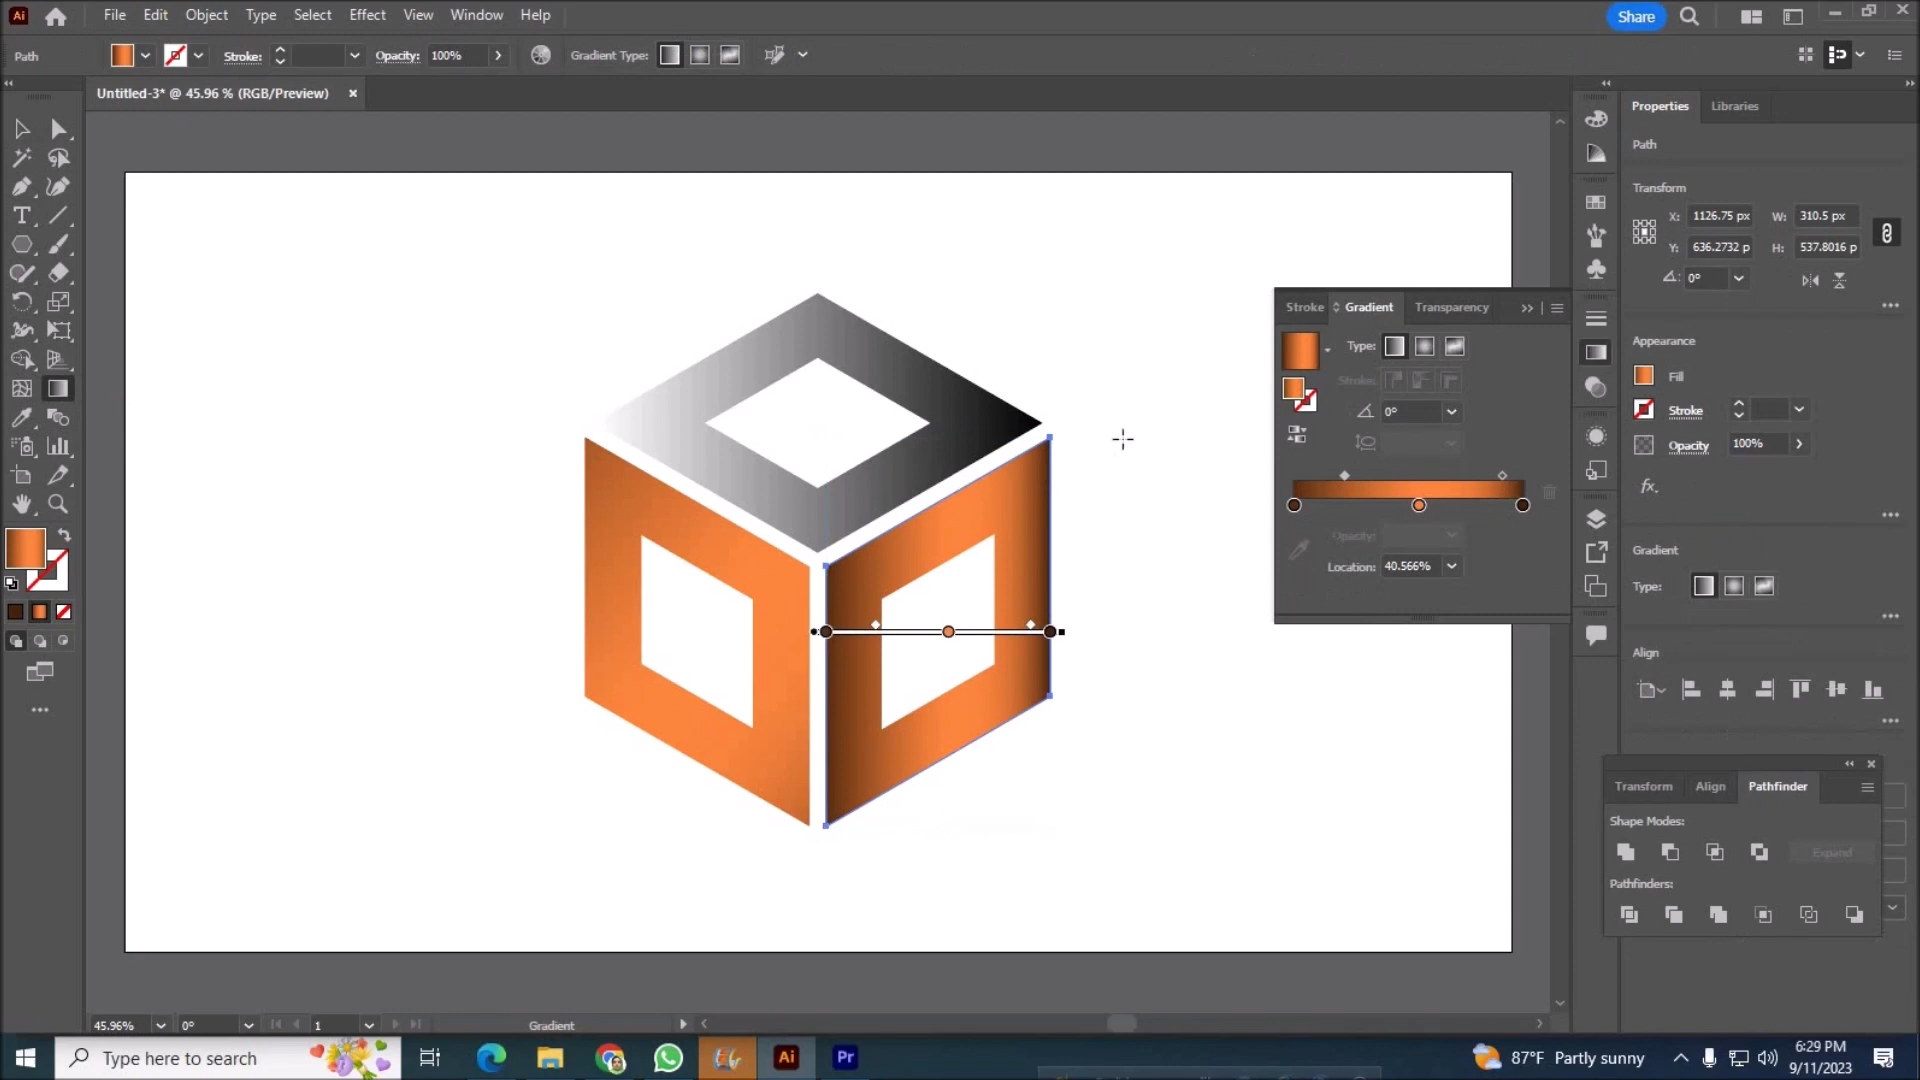 Ai File Edit Object Type Select Effect View Window Help Share
Path Stroke: Opacity: 100% Gradient Type:
Untitled-3* @ 45.96 % (RGB/Preview) ×
Properties Libraries
Path
Transform
X: 1126.75 px W: 310.5 px
Y: 636.2732 p H: 537.8016 p
0°
Stroke Gradient Transparency
Type:
Stroke:
0°
Opacity:
Location: 40.566%
Appearance
Fill
Stroke
Opacity 100%
fx.
Gradient
Type:
Align
Transform Align Pathfinder
Shape Modes:
Expand
Pathfinders:
45.96% 0° 1 Gradient
Type here to search Ai Pr 87°F Partly sunny 6:29 PM
9/11/2023